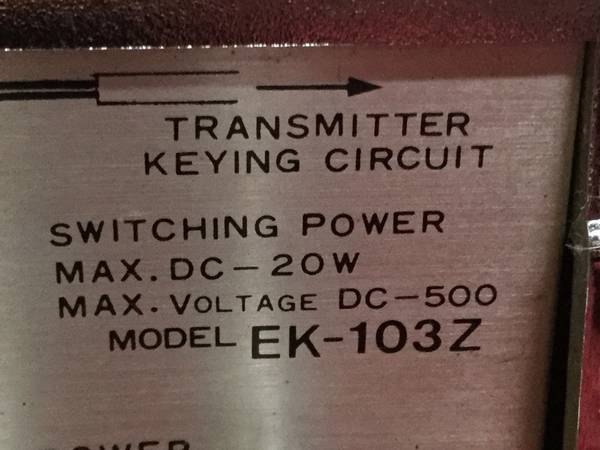 TRANSMITTER
KEYING CIRCUIT
SWITCHING POWER
MAX. DC-20W
MAX. VOLTAGE DC-500
MODEL EK-103Z